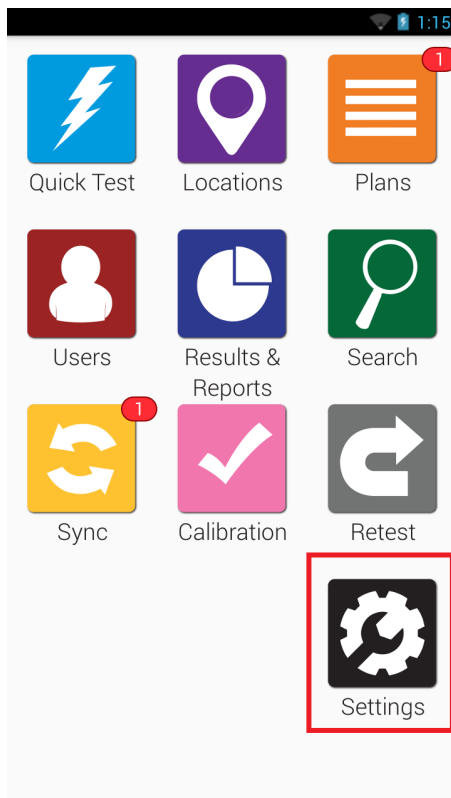 1:15
1
Quick Test
Locations
Plans
Users
Results &
Reports
Search
1
Sync
Calibration
Retest
Settings